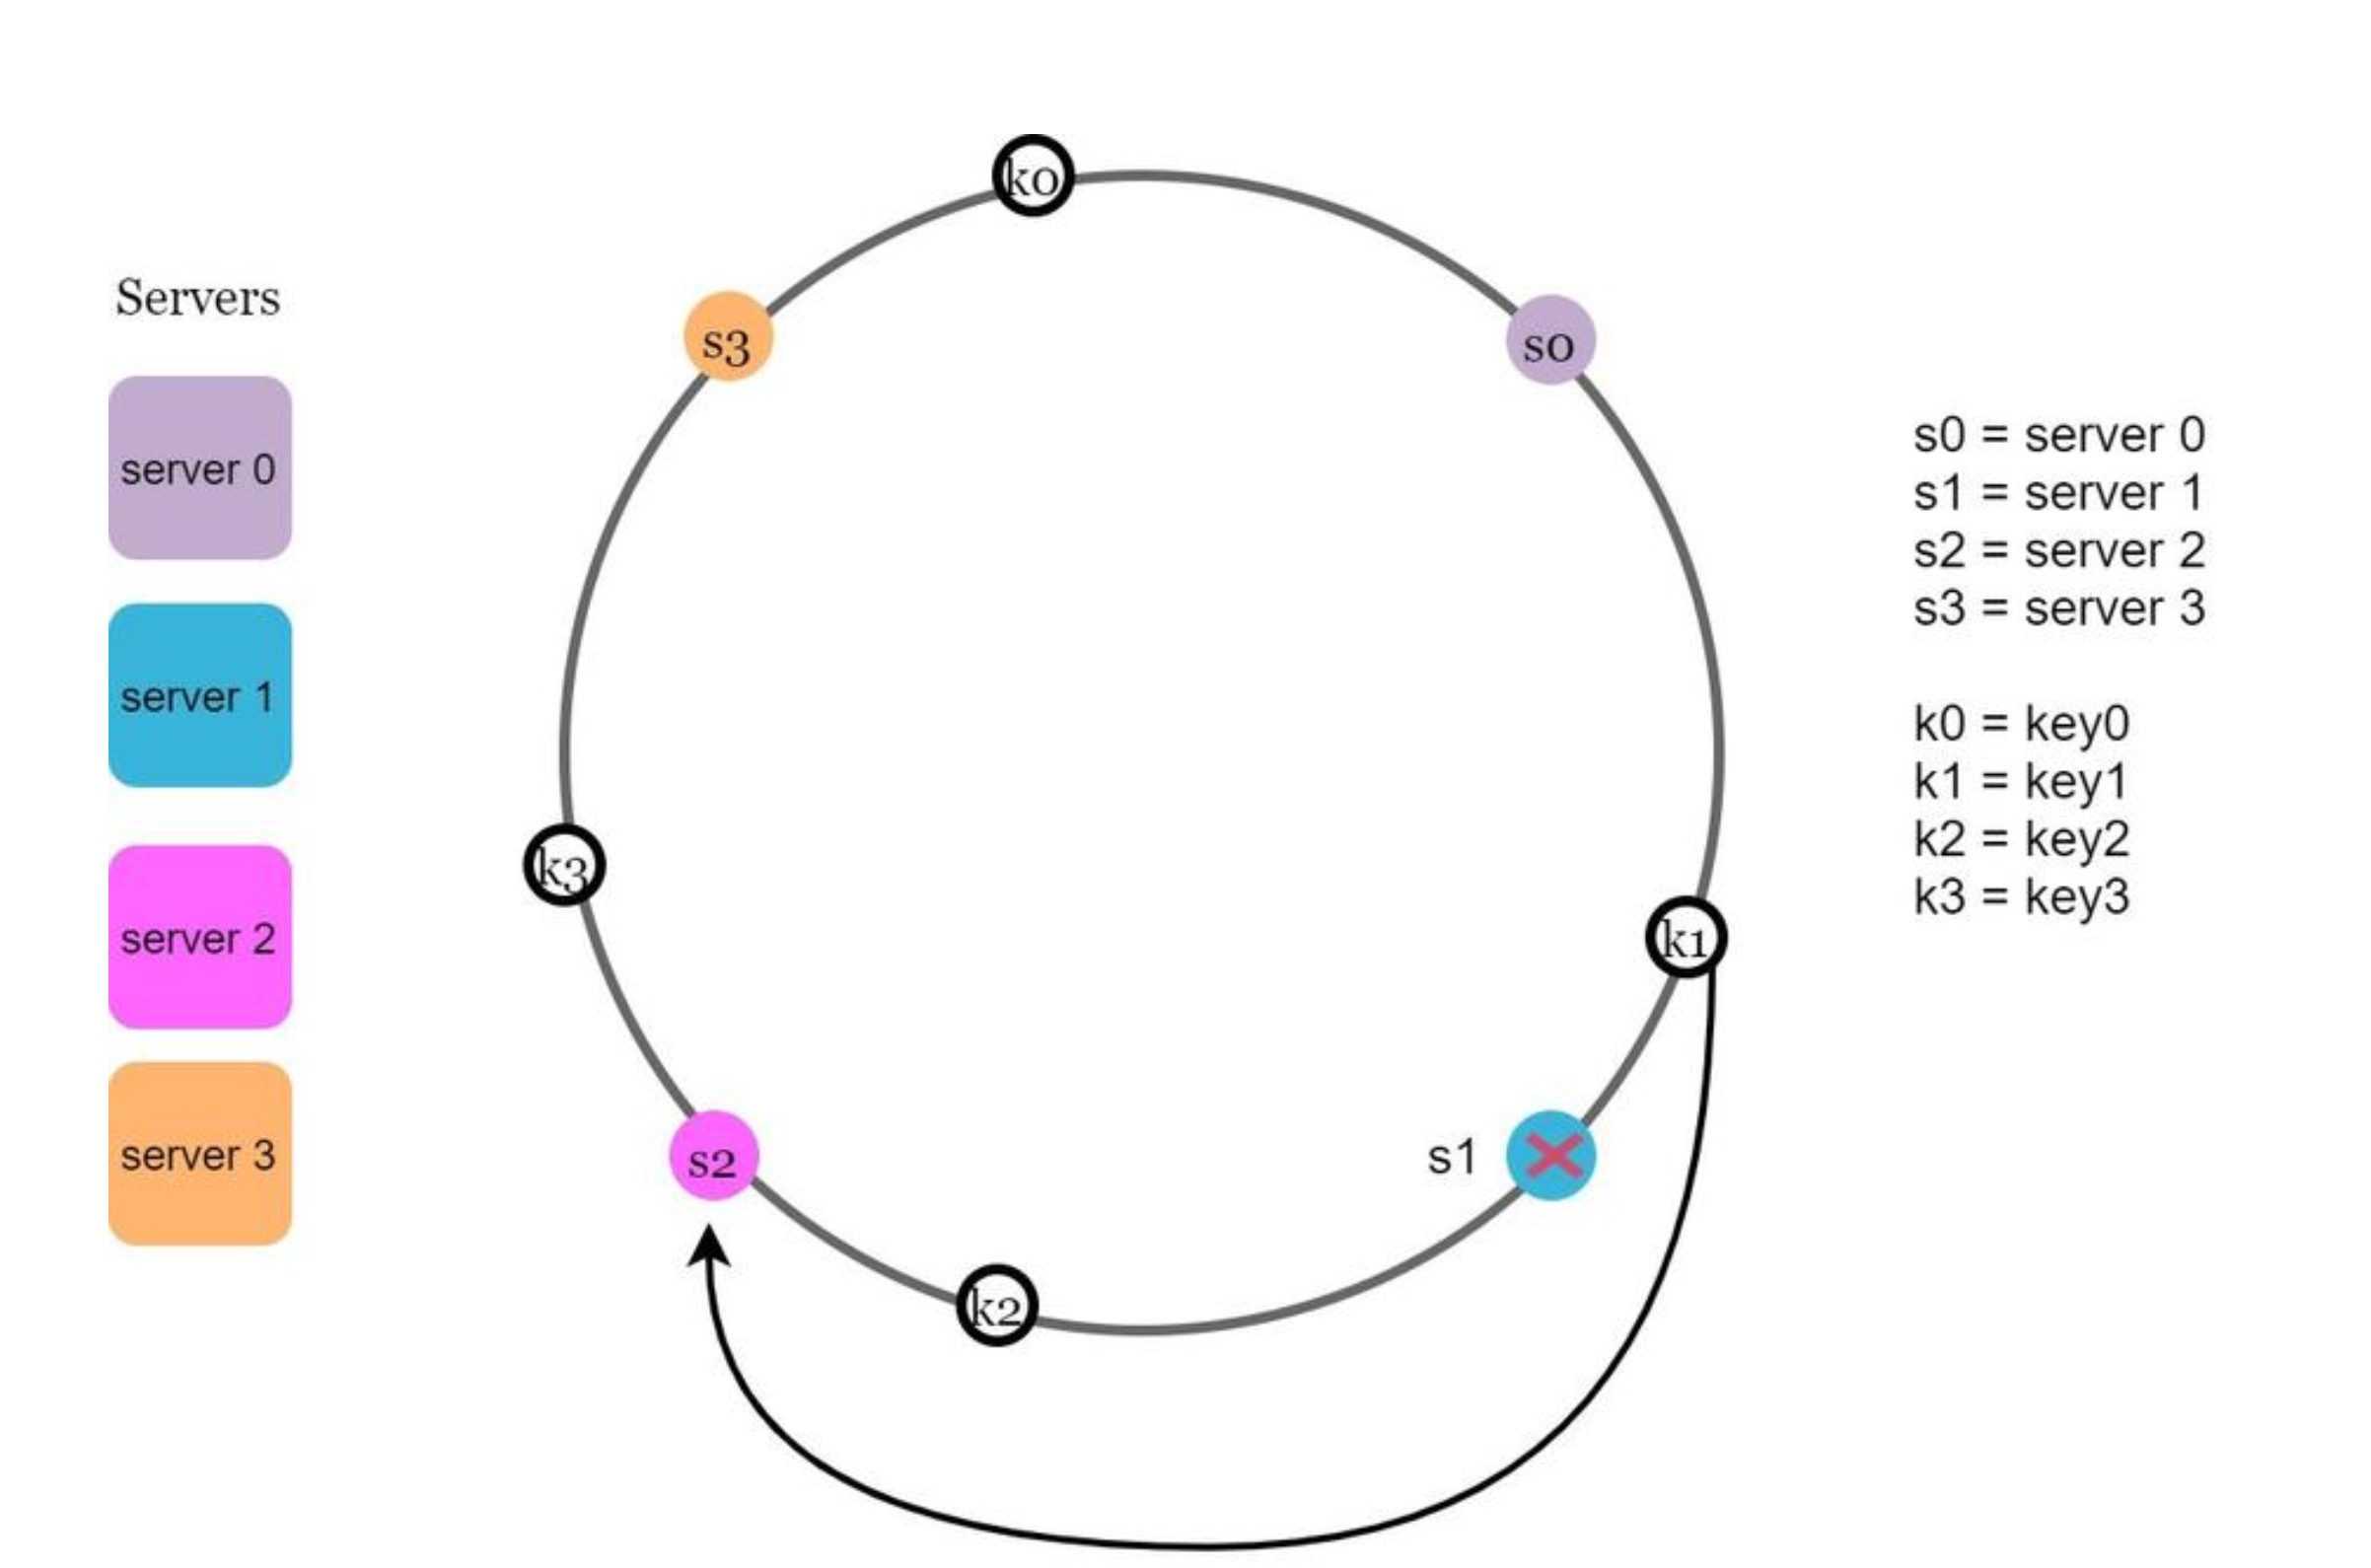 Servers
server 0
server 1
server 2
server 3
k0
s3
s0
k3
k1
s2
s1
k2
s0 = server 0
s1 = server 1
s2 = server 2
s3 = server 3
k0 = key0
k1 = key1
k2 = key2
k3 = key3